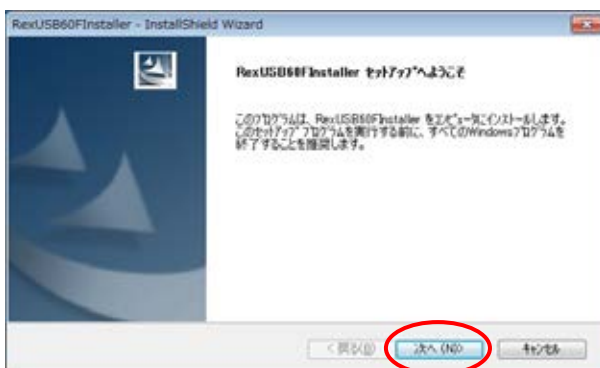 RexUSB60FInstaller - InstallShield Wizard
RexUSB60FInstaller セットアップへようこそ
このプログラムは、RexUSB60FInstaller をコンピュータにインストールします。
このセットアップ プログラムを実行する前に、すべてのWindowsプログラムを
終了することを推奨します。
< 戻る(B)
次へ (N)>
キャンセル